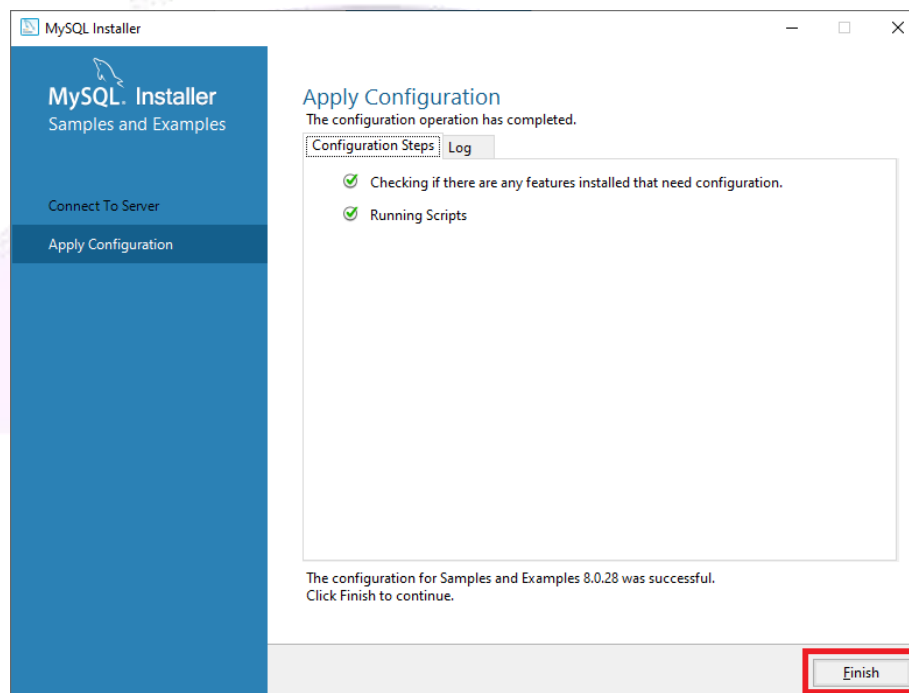 MySQL Installer
MySQL. Installer
Samples and Examples
Connect To Server
Apply Configuration
Apply Configuration
The configuration operation has completed.
Configuration Steps
Log
Checking if there are any features installed that need configuration.
Running Scripts
The configuration for Samples and Examples 8.0.28 was successful.
Click Finish to continue.
Finish